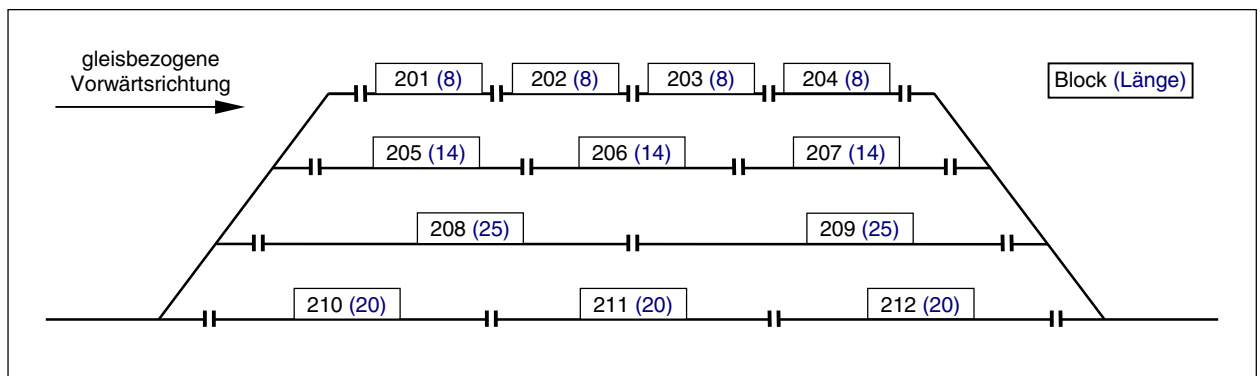 gleisbezogene
Vorwärtsrichtung
201 (8) 202 (8) 203 (8) 204 (8)
Block (Länge)
205 (14) 206 (14) 207 (14)
208 (25) 209 (25)
210 (20) 211 (20) 212 (20)